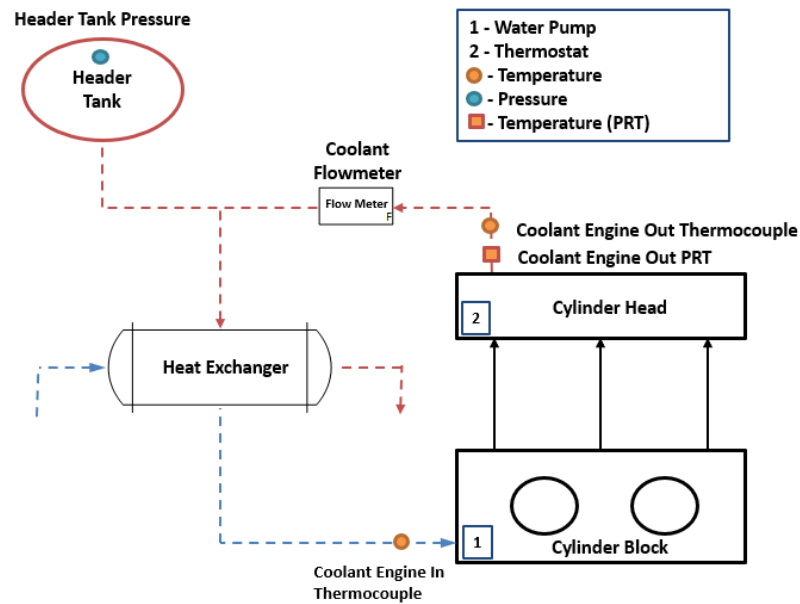 Header Tank Pressure
Header
Tank
1 - Water Pump
2 - Thermostat
- Temperature
- Pressure
- Temperature (PRT)
Coolant
Flowmeter
Flow Meter
F
Coolant Engine Out Thermocouple
Coolant Engine Out PRT
2
Cylinder Head
Heat Exchanger
1
Cylinder Block
Coolant Engine In
Thermocouple